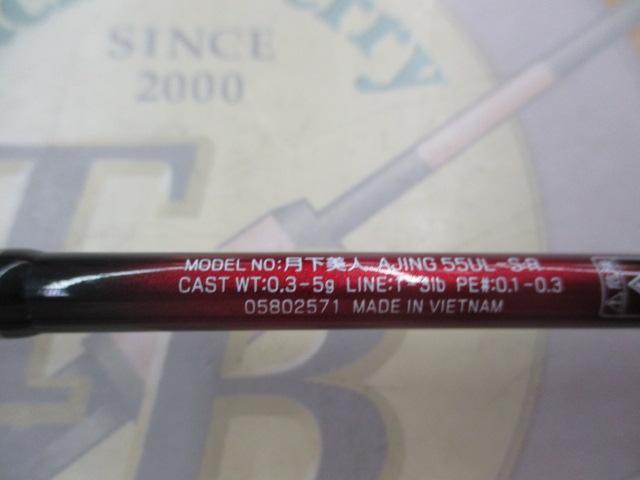 SINCE
2000
TB
MODEL NO:月下美人 AJING 55UL-S・R
CAST WT:0.3-5g LINE:1-3lb PE#:0.1-0.3
05802571 MADE IN VIETNAM